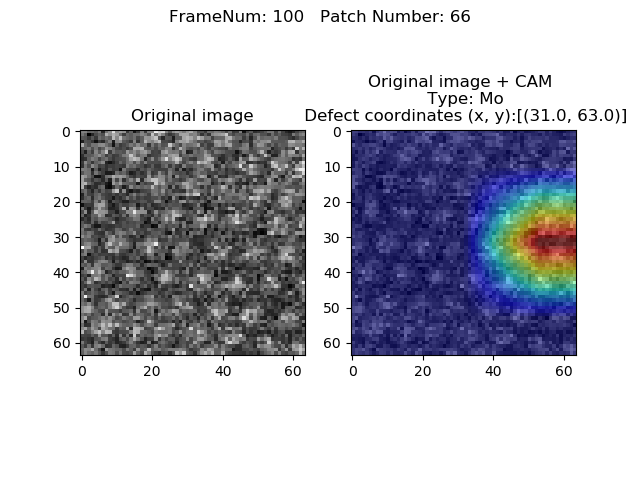 FrameNum: 100   Patch Number: 66
Original image
0
10
20
30
40
50
60
0 20 40 60
Original image + CAM
Type: Mo
Defect coordinates (x, y):[(31.0, 63.0)]
0
10
20
30
40
50
60
0 20 40 60